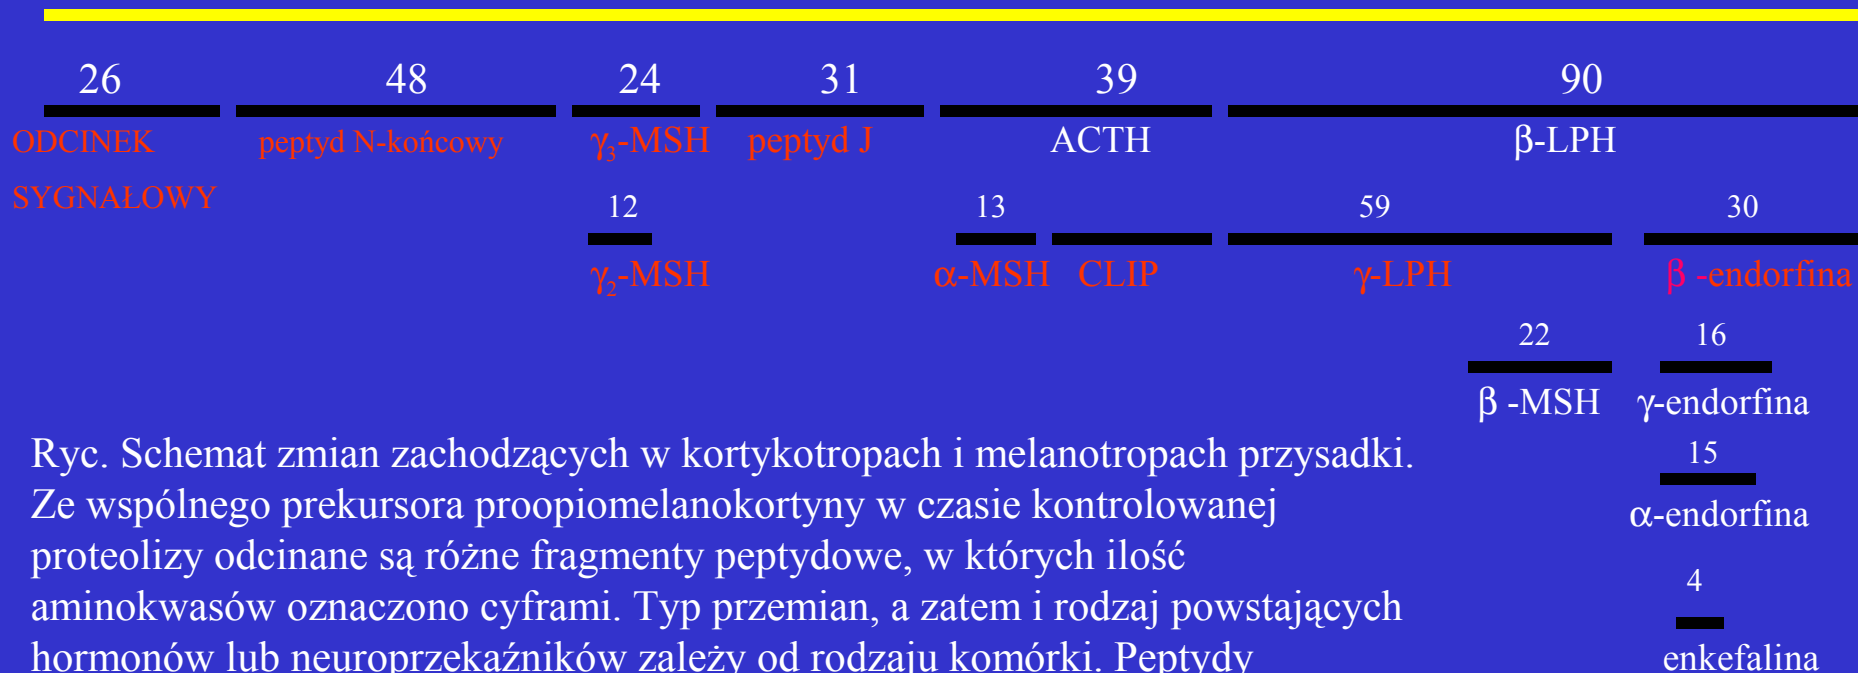 26 48 24 31 39 90
ODCINEK peptyd N-końcowy γ₃-MSH peptyd J ACTH β-LPH
SYGNAŁOWY
12 13 59 30
γ₂-MSH α-MSH CLIP γ-LPH β -endorfina
22 16
β -MSH γ-endorfina
Ryc. Schemat zmian zachodzących w kortykotropach i melanotropach przysadki.
15
Ze wspólnego prekursora proopiomelanokortyny w czasie kontrolowanej
α-endorfina
proteolizy odcinane są różne fragmenty peptydowe, w których ilość
4
aminokwasów oznaczono cyframi. Typ przemian, a zatem i rodzaj powstających
hormonów lub neuroprzekaźników zależy od rodzaju komórki. Peptydy
enkefalina